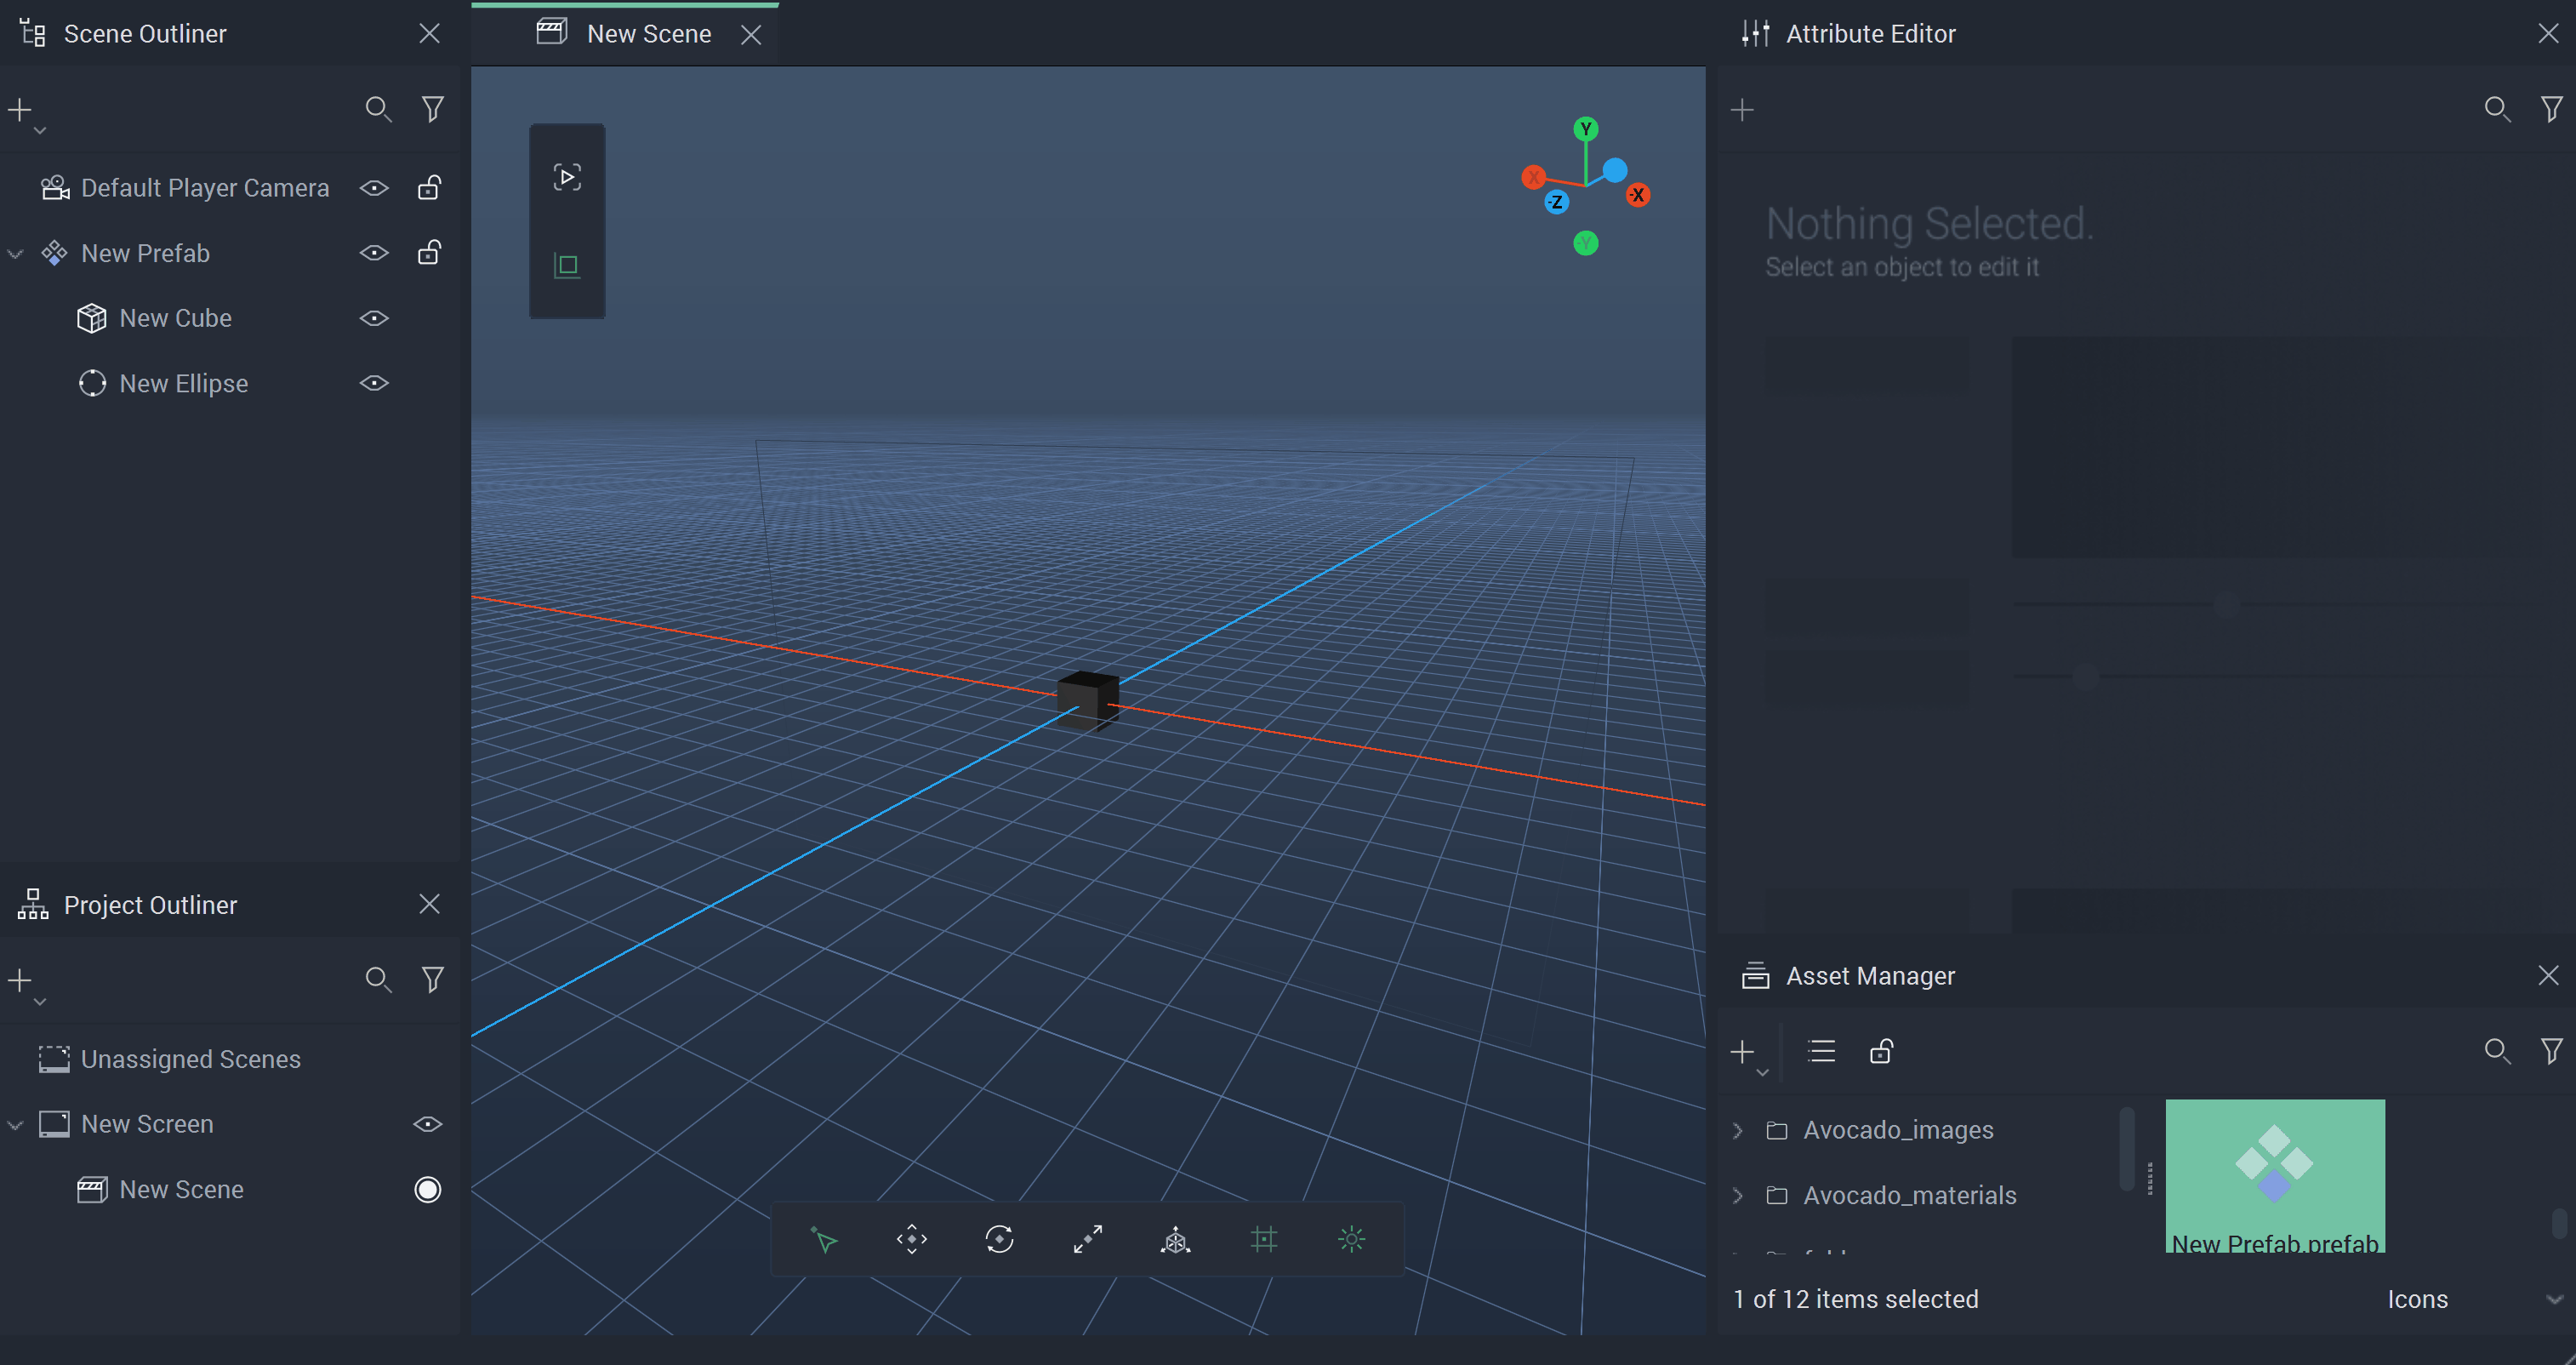 Scene Outliner
Default Player Camera
New Prefab
New Cube
New Ellipse
Project Outliner
Unassigned Scenes
New Screen
New Scene
New Scene
Y
X
-Z
-X
-Y
Attribute Editor
Nothing Selected.
Select an object to edit it
Asset Manager
Avocado_images
Avocado_materials
New Prefab.prefab
1 of 12 items selected
Icons